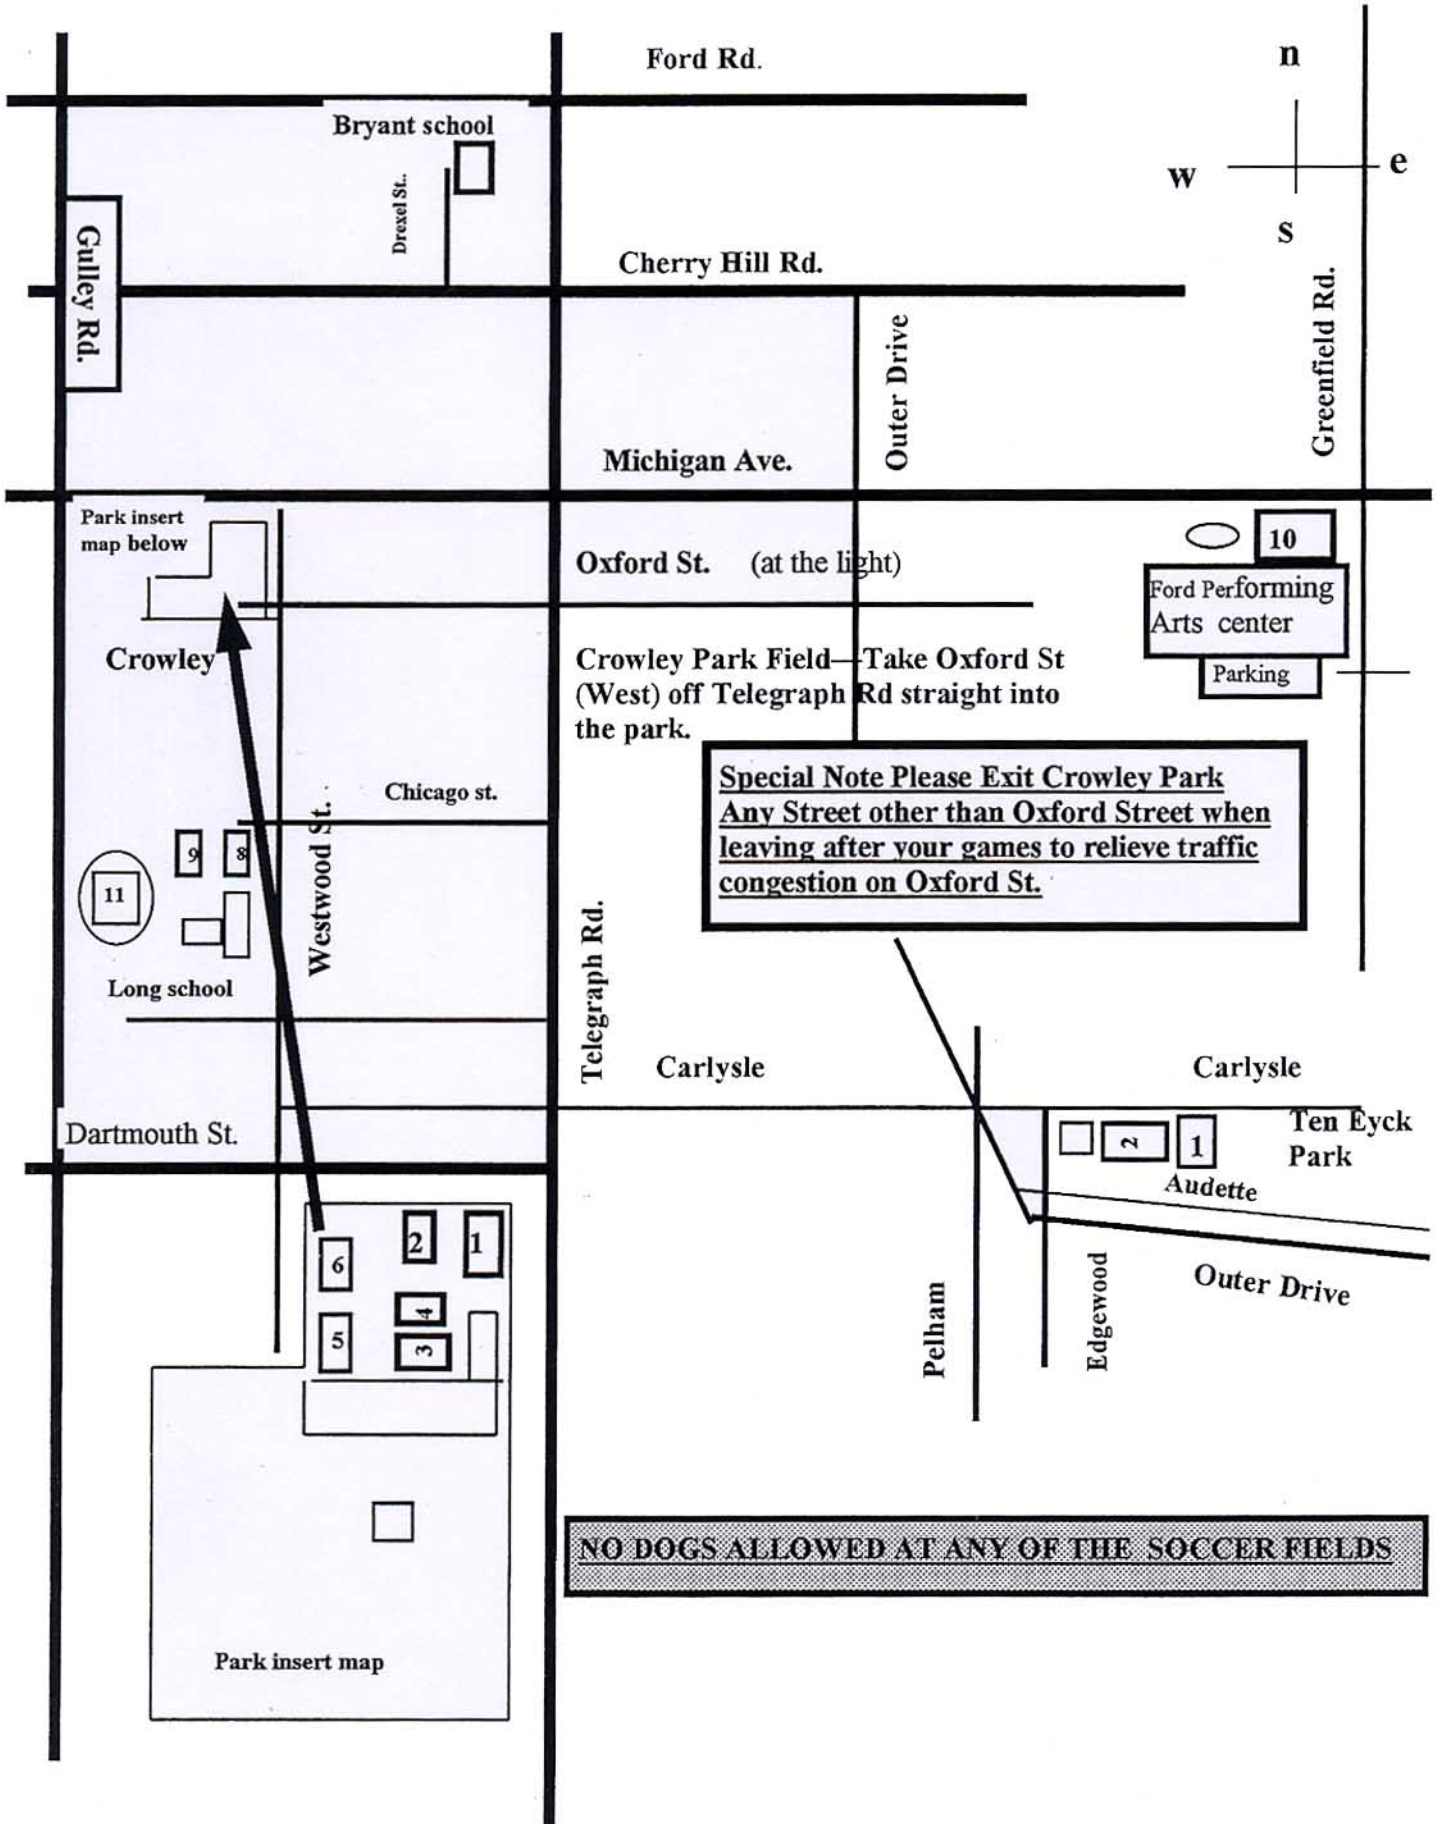 Ford Rd.
n
Bryant school
w
e
Drexel St..
s
Gulley Rd.
Cherry Hill Rd.
Outer Drive
Greenfield Rd.
Michigan Ave.
Park insert
map below
10
Oxford St. (at the light)
Ford Performing
Arts center
Parking
Crowley
Crowley Park Field—Take Oxford St
(West) off Telegraph Rd straight into
the park.
Special Note Please Exit Crowley Park
Any Street other than Oxford Street when
leaving after your games to relieve traffic
congestion on Oxford St.
Chicago st.
Westwood St.
9
8
11
Long school
Telegraph Rd.
Carlysle
Carlysle
Dartmouth St.
Ten Eyck
Park
2
1
Audette
Outer Drive
Pelham
Edgewood
6
2
1
5
4
3
NO DOGS ALLOWED AT ANY OF THE SOCCER FIELDS
Park insert map